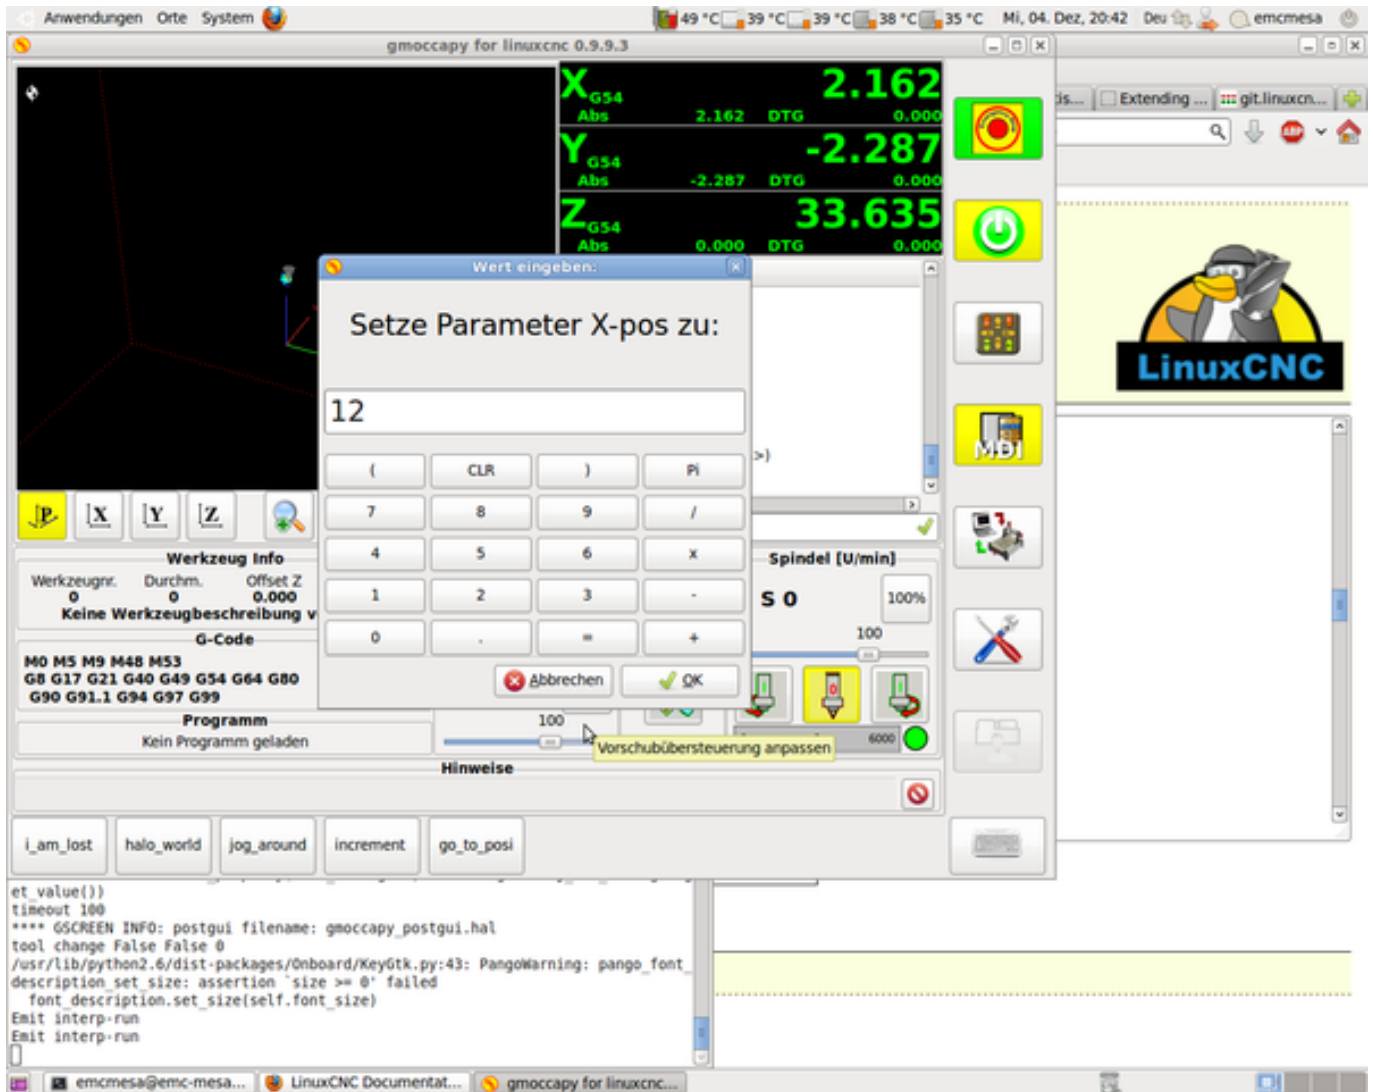 Anwendungen Orte System 49 °C 39 °C 39 °C 38 °C 35 °C Mi, 04. Dez, 20:42 Deu emcmesa
gmoccapy for linuxcnc 0.9.9.3
X G54 2.162
Abs 2.162 DTG 0.000
Y G54 -2.287
Abs -2.287 DTG 0.000
Z G54 33.635
Abs 0.000 DTG 0.000
Extending ... git.linuxcn...
ABP
LinuxCNC
Wert eingeben:
Setze Parameter X-pos zu:
12
( CLR ) Pi
7 8 9 /
4 5 6 x
1 2 3 -
0 . = +
Abbrechen OK
>)
MDI
P X Y Z
Werkzeug Info
Werkzeugnr. Durchm. Offset Z
0 0 0.000
Keine Werkzeugbeschreibung v
G-Code
M0 M5 M9 M48 M53
G8 G17 G21 G40 G49 G54 G64 G80
G90 G91.1 G94 G97 G99
Programm
Kein Programm geladen
Spindel [U/min]
S 0 100%
100
100
6000
Vorschubübersteuerung anpassen
Hinweise
i_am_lost halo_world jog_around increment go_to_posi
et_value())
timeout 100
**** GSCREEN INFO: postgui filename: gmoccapy_postgui.hal
tool change False False 0
/usr/lib/python2.6/dist-packages/Onboard/KeyGtk.py:43: PangoWarning: pango_font_
description_set_size: assertion `size >= 0' failed
font_description.set_size(self.font_size)
Emit interp-run
Emit interp-run
emcmesa@emc-mesa... LinuxCNC Documentat... gmoccapy for linuxcnc...